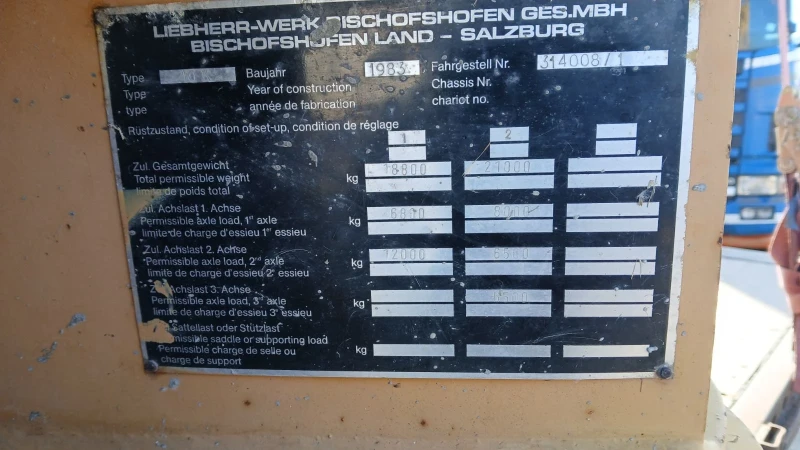 LIEBHERR-WERK BISCHOFSHOFEN GES.MBH
BISCHOFSHOFEN LAND – SALZBURG
Type Baujahr 1983 Fahrgestell Nr. 314008/1
Type Year of construction Chassis No.
type année de fabrication chariot no.
Rüstzustand, condition of set-up, condition de réglage 1 2
Zul. Gesamtgewicht
Total permissible weight kg 18800 21000
limite de poids total
Zul. Achslast 1. Achse
Permissible axle load, 1st axle kg 6800
limite de charge d'essieu 1er essieu
Zul. Achslast 2. Achse
Permissible axle load, 2nd axle kg 12000
limite de charge d'essieu 2e essieu
Achslast 3. Achse
Permissible axle load, 3rd axle kg
limite de charge d'essieu 3e essieu
Sattellast oder Stützlast
saddle or supporting load
Permissible charge de selle ou kg
charge de support